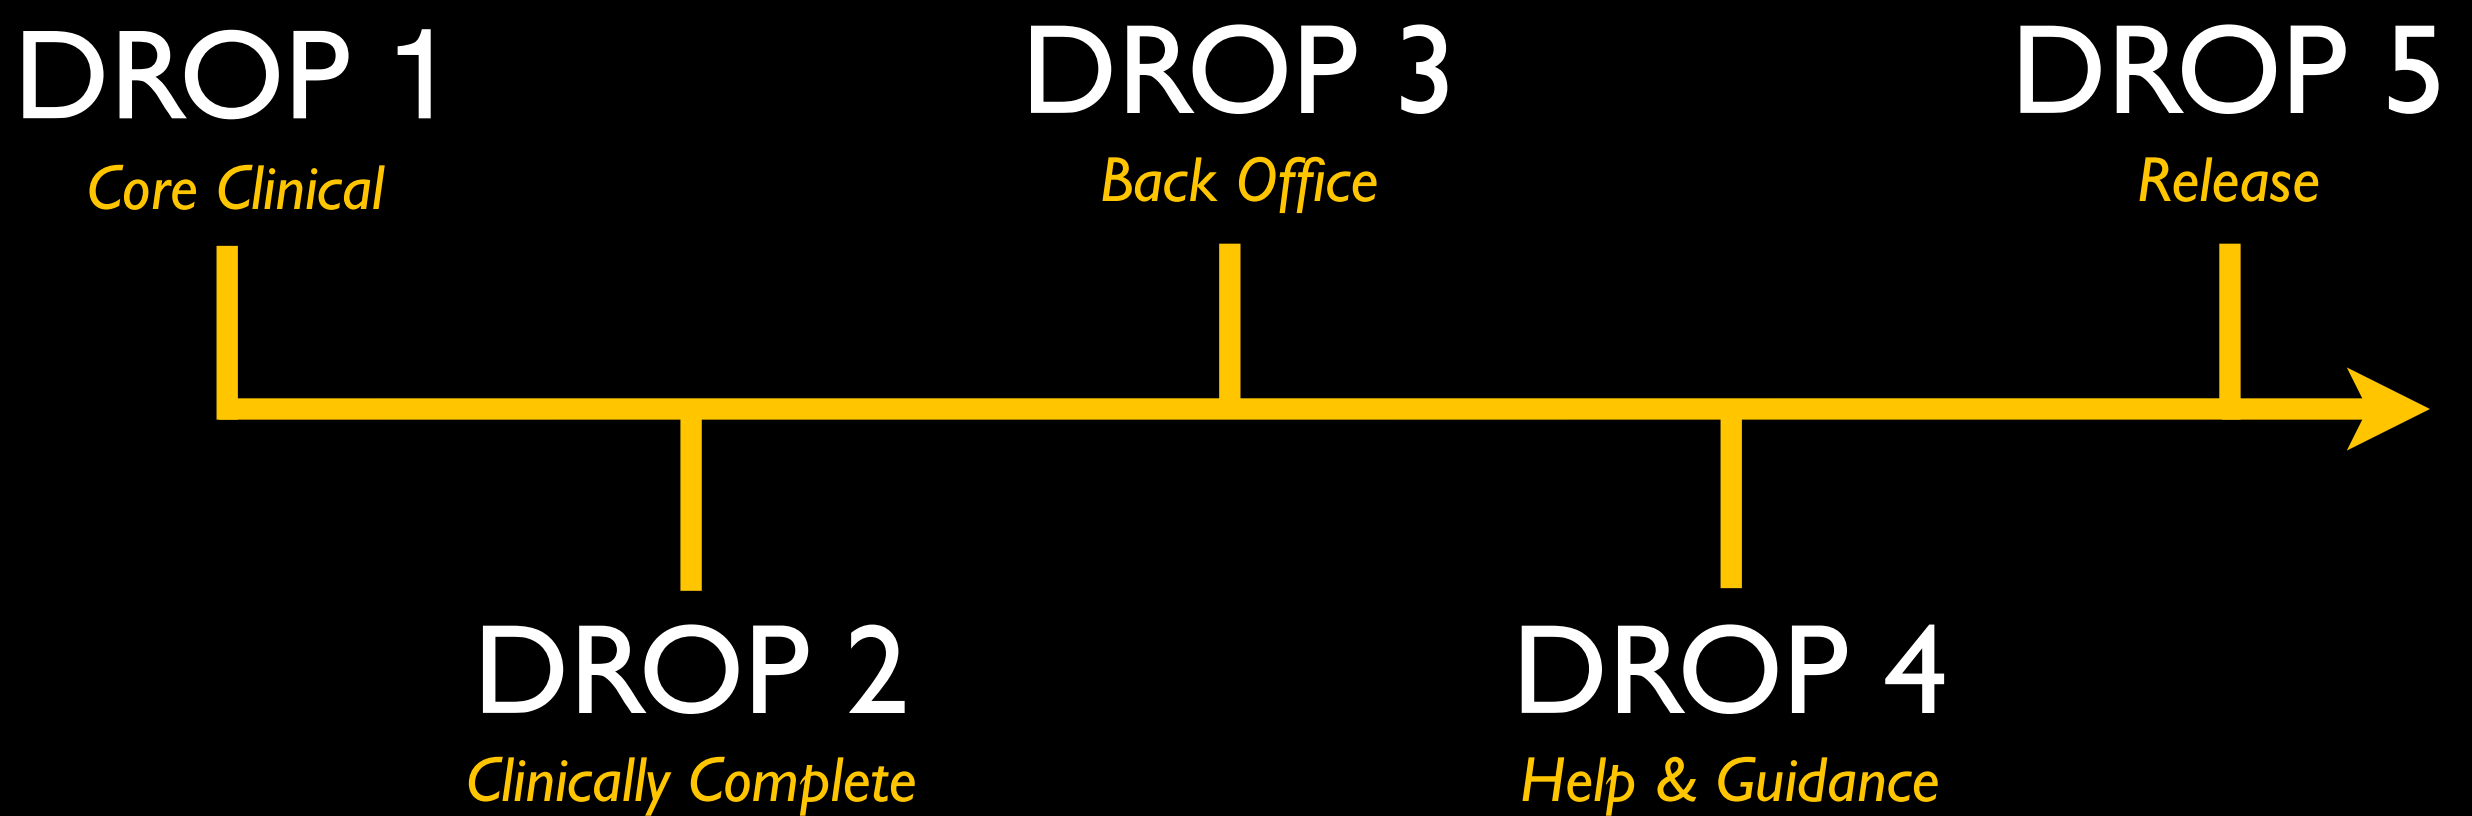 DROP 1
Core Clinical
DROP 2
Clinically Complete
DROP 3
Back Office
DROP 4
Help & Guidance
DROP 5
Release